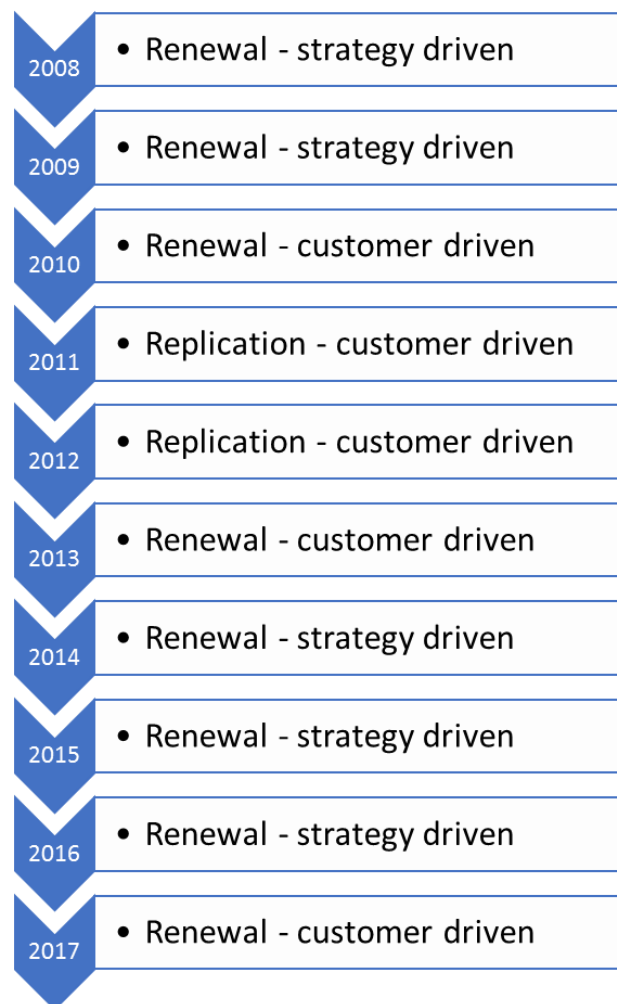 2008
• Renewal - strategy driven
2009
• Renewal - strategy driven
2010
• Renewal - customer driven
2011
• Replication - customer driven
2012
• Replication - customer driven
2013
• Renewal - customer driven
2014
• Renewal - strategy driven
2015
• Renewal - strategy driven
2016
• Renewal - strategy driven
2017
• Renewal - customer driven